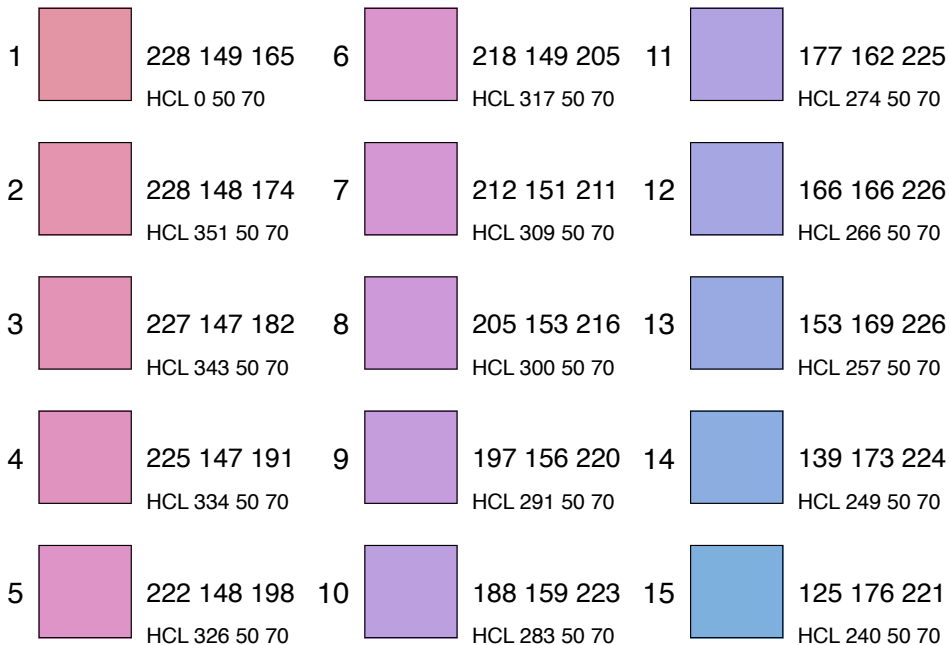 1 228 149 165
HCL 0 50 70
2 228 148 174
HCL 351 50 70
3 227 147 182
HCL 343 50 70
4 225 147 191
HCL 334 50 70
5 222 148 198
HCL 326 50 70
6 218 149 205
HCL 317 50 70
7 212 151 211
HCL 309 50 70
8 205 153 216
HCL 300 50 70
9 197 156 220
HCL 291 50 70
10 188 159 223
HCL 283 50 70
11 177 162 225
HCL 274 50 70
12 166 166 226
HCL 266 50 70
13 153 169 226
HCL 257 50 70
14 139 173 224
HCL 249 50 70
15 125 176 221
HCL 240 50 70